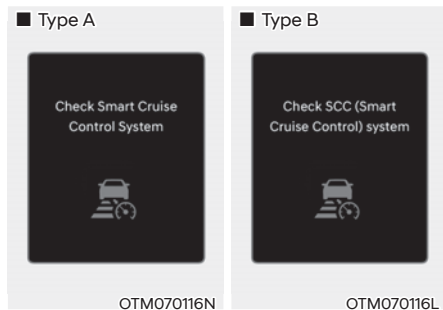 ■ Type A
Check Smart Cruise
Control System
OTM070116N
■ Type B
Check SCC (Smart
Cruise Control) system
OTM070116L